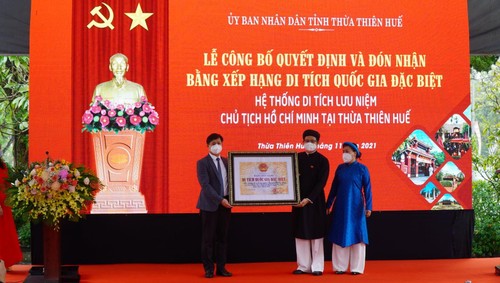 ỦY BAN NHÂN DÂN TỈNH THỪA THIÊN HUẾ
LỄ CÔNG BỐ QUYẾT ĐỊNH VÀ ĐÓN NHẬN
BẰNG XẾP HẠNG DI TÍCH QUỐC GIA ĐẶC BIỆT
HỆ THỐNG DI TÍCH LƯU NIỆM
CHỦ TỊCH HỒ CHÍ MINH TẠI THỪA THIÊN HUẾ
Thừa Thiên Huế, tháng 11 2021